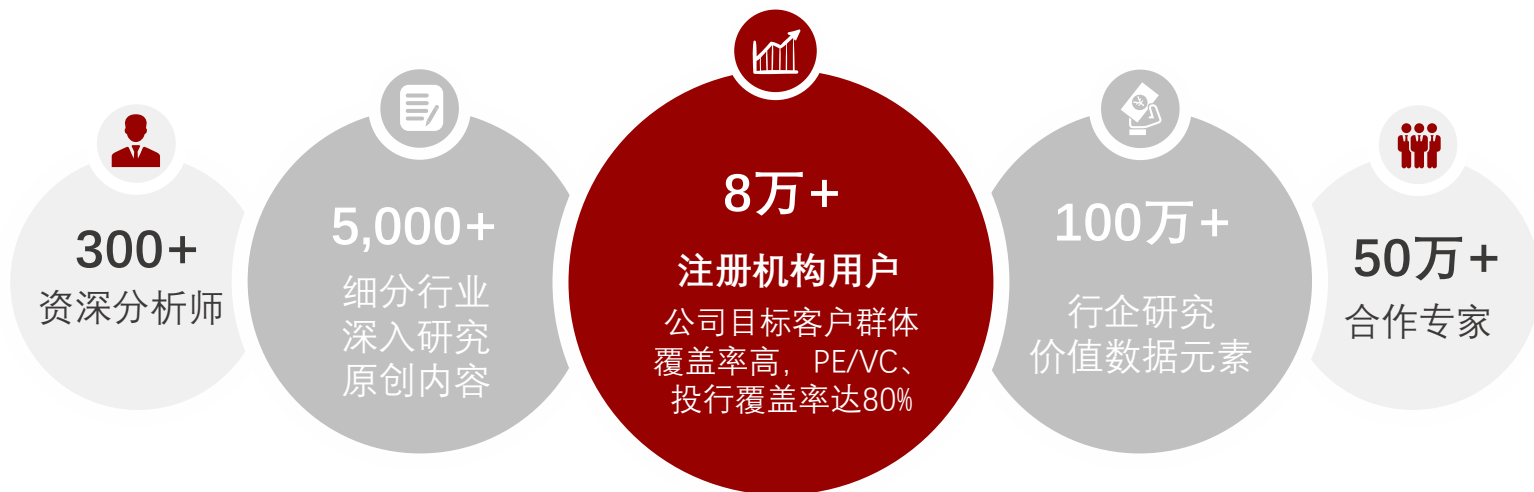 300+
资深分析师
5,000+
细分行业
深入研究
原创内容
8万+
注册机构用户
公司目标客户群体
覆盖率高，PE/VC、
投行覆盖率达80%
100万+
行企研究
价值数据元素
50万+
合作专家